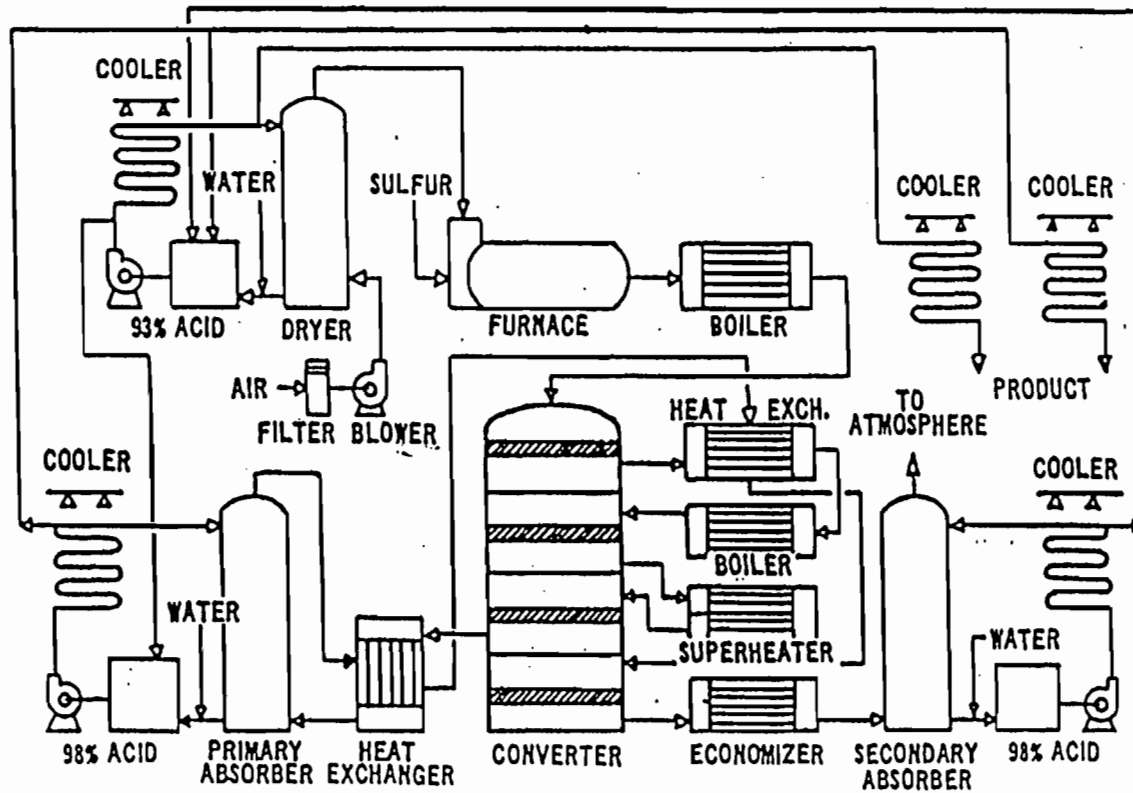 COOLER
WATER
SULFUR
COOLER
COOLER
93% ACID
DRYER
FURNACE
BOILER
AIR
FILTER
BLOWER
PRODUCT
HEAT EXCH.
TO
ATMOSPHERE
COOLER
COOLER
BOILER
WATER
SUPERHEATER
WATER
98% ACID
PRIMARY
ABSORBER
HEAT
EXCHANGER
CONVERTER
ECONOMIZER
SECONDARY
ABSORBER
98% ACID